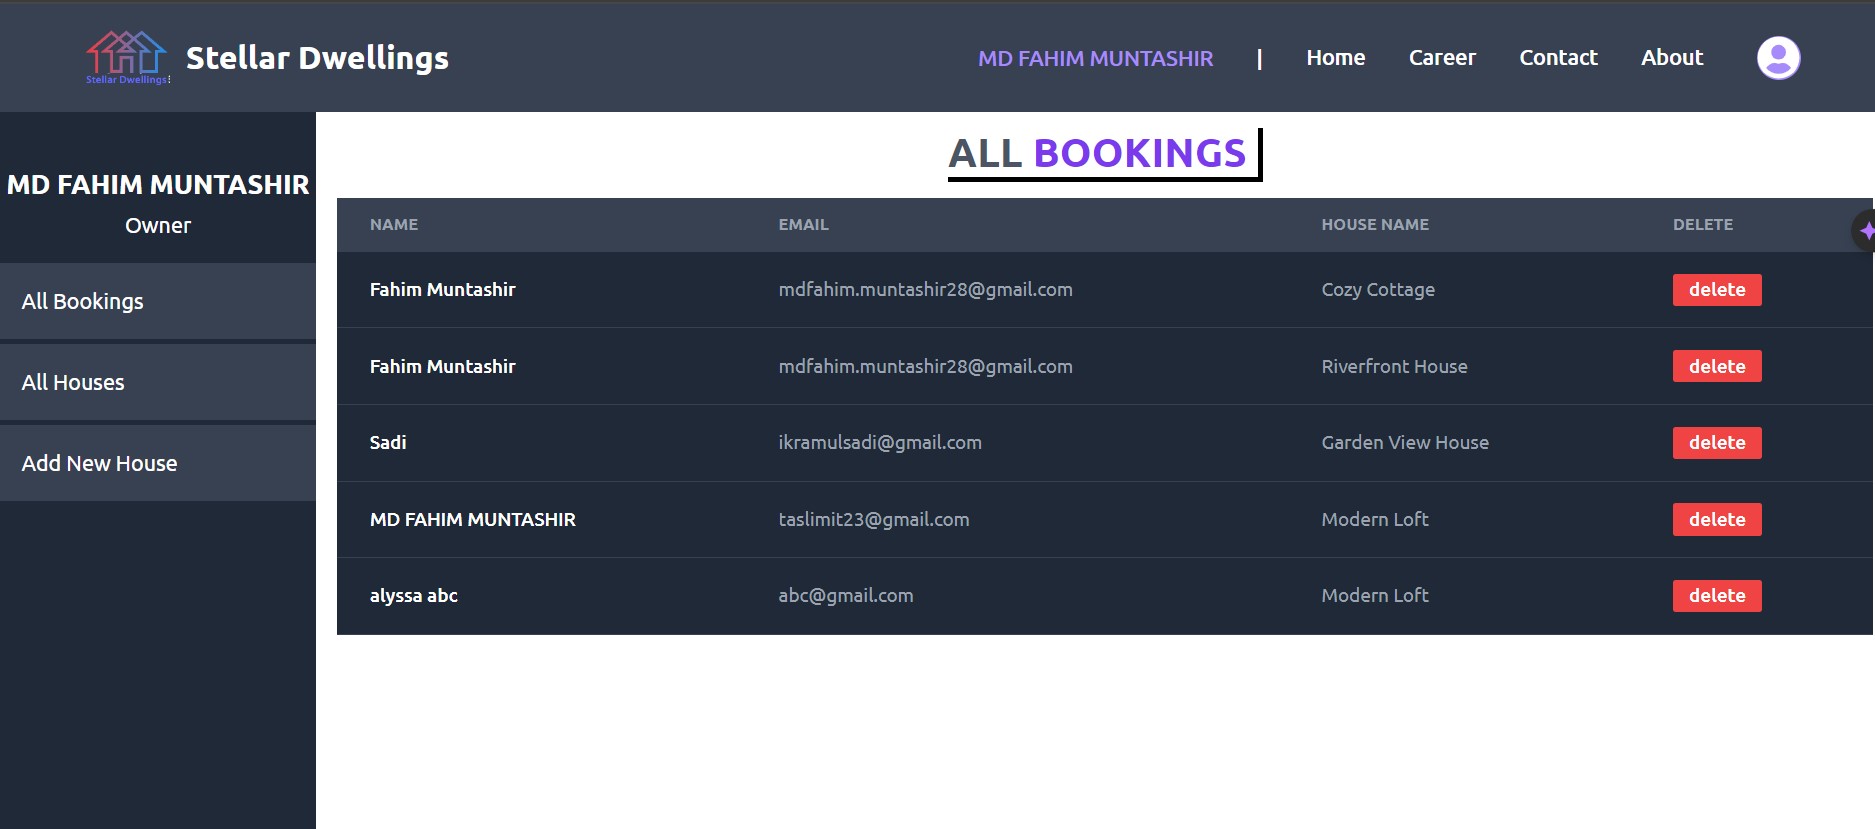 Stellar Dwellings
Stellar Dwellings
MD FAHIM MUNTASHIR | Home Career Contact About
MD FAHIM MUNTASHIR
Owner
All Bookings
All Houses
Add New House
ALL BOOKINGS
NAME EMAIL HOUSE NAME DELETE
Fahim Muntashir mdfahim.muntashir28@gmail.com Cozy Cottage delete
Fahim Muntashir mdfahim.muntashir28@gmail.com Riverfront House delete
Sadi ikramulsadi@gmail.com Garden View House delete
MD FAHIM MUNTASHIR taslimit23@gmail.com Modern Loft delete
alyssa abc abc@gmail.com Modern Loft delete